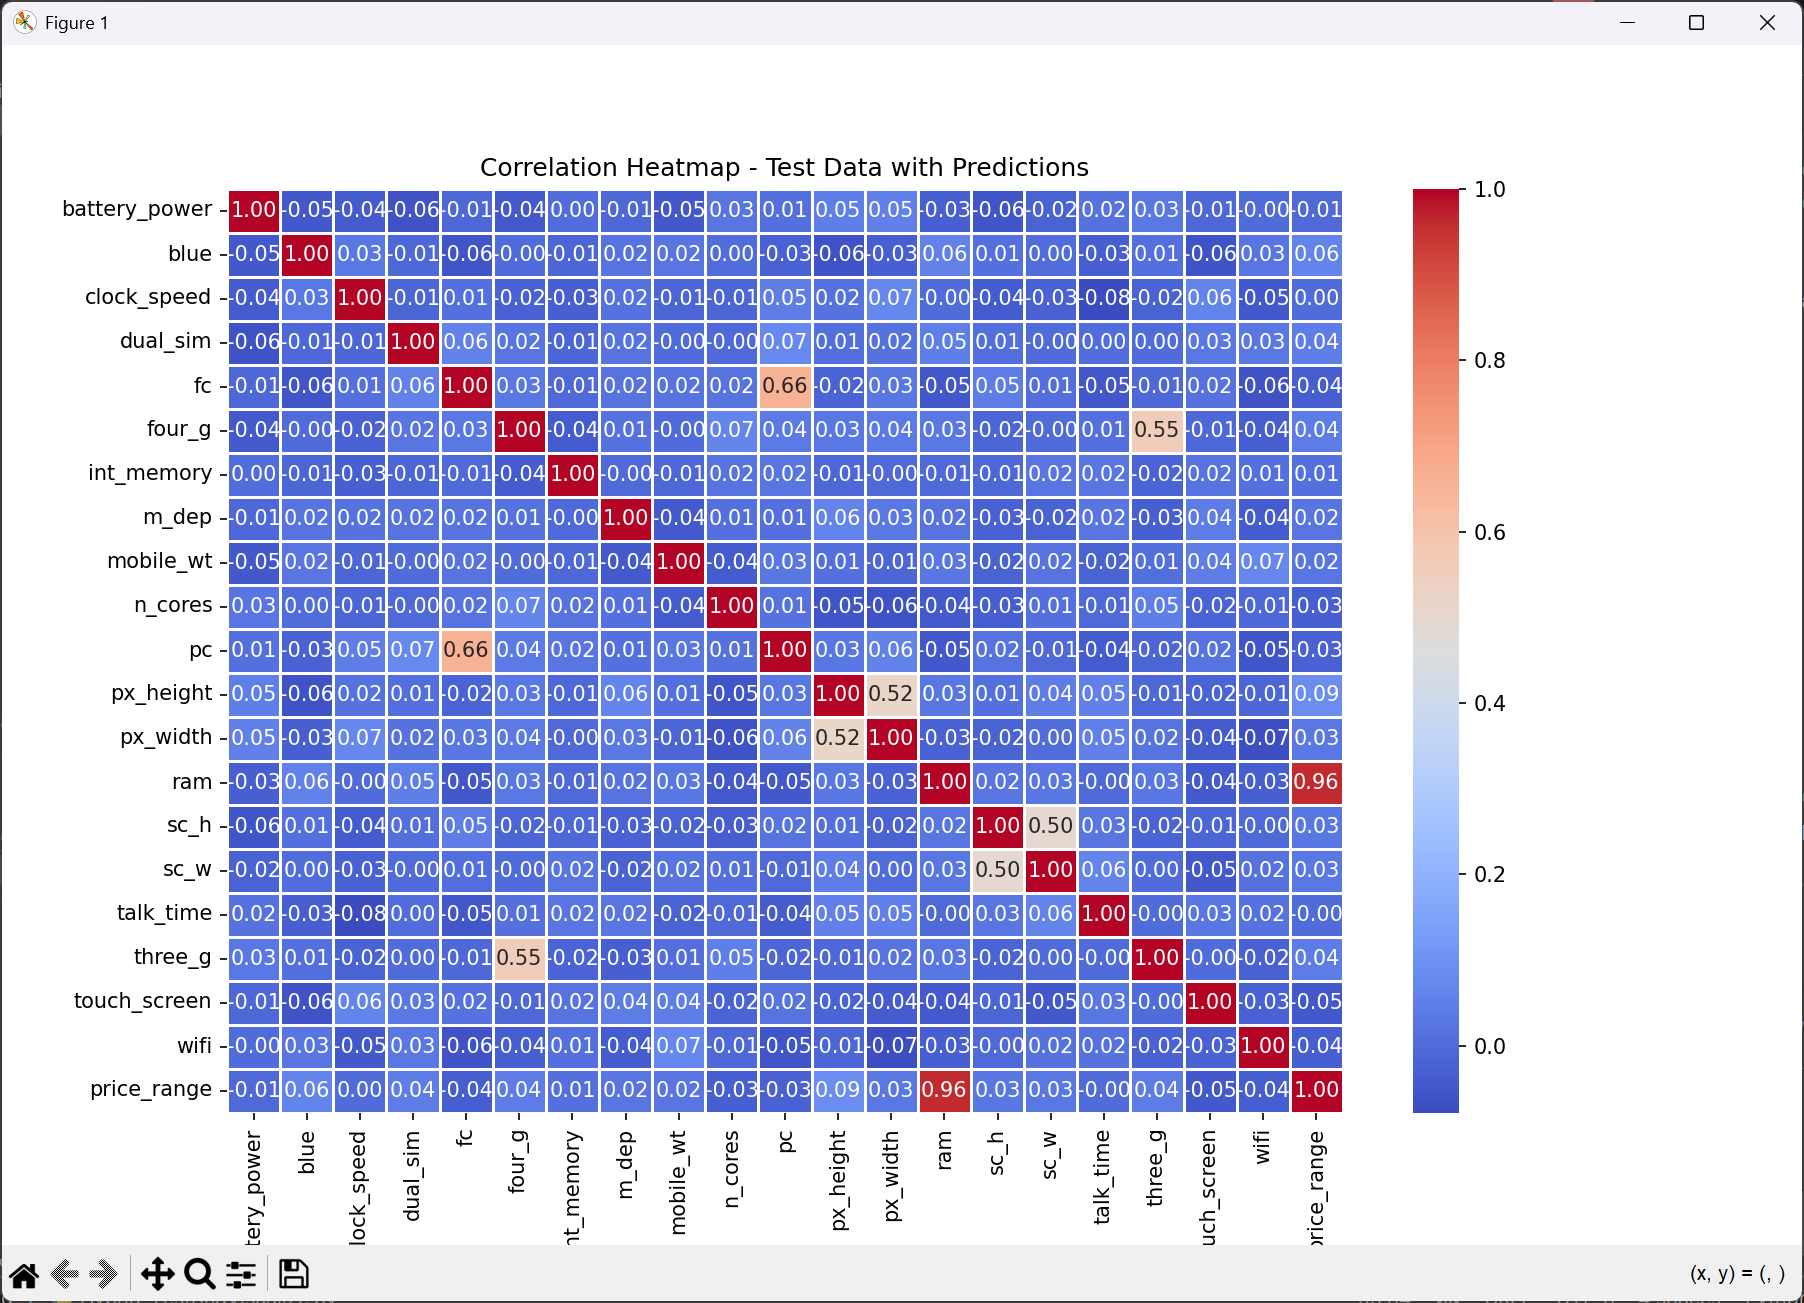 Figure 1
Correlation Heatmap - Test Data with Predictions
battery_power 1.00 -0.05 -0.04 -0.06 -0.01 -0.04 0.00 -0.01 -0.05 0.03 0.01 0.05 0.05 -0.03 -0.06 -0.02 0.02 0.03 -0.01 -0.00 -0.01
blue -0.05 1.00 0.03 -0.01 -0.06 -0.00 -0.01 0.02 0.02 0.00 -0.03 -0.06 -0.03 0.06 0.01 0.00 -0.03 0.01 -0.06 0.03 0.06
clock_speed -0.04 0.03 1.00 -0.01 0.01 -0.02 -0.03 0.02 -0.01 -0.01 0.05 0.02 0.07 -0.00 -0.04 -0.03 -0.08 -0.02 0.06 -0.05 0.00
dual_sim -0.06 -0.01 -0.01 1.00 0.06 0.02 -0.01 0.02 -0.00 -0.00 0.07 0.01 0.02 0.05 0.01 -0.00 0.00 0.00 0.03 0.03 0.04
fc -0.01 -0.06 0.01 0.06 1.00 0.03 -0.01 0.02 0.02 0.02 0.66 -0.02 0.03 -0.05 0.05 0.01 -0.05 -0.01 0.02 -0.06 -0.04
four_g -0.04 -0.00 -0.02 0.02 0.03 1.00 -0.04 0.01 -0.00 0.07 0.04 0.03 0.04 0.03 -0.02 -0.00 0.01 0.55 -0.01 -0.04 0.04
int_memory 0.00 -0.01 -0.03 -0.01 -0.01 -0.04 1.00 -0.00 -0.01 0.02 0.02 -0.01 -0.00 -0.01 -0.01 0.02 0.02 -0.02 0.02 0.01 0.01
m_dep -0.01 0.02 0.02 0.02 0.02 0.01 -0.00 1.00 -0.04 0.01 0.01 0.06 0.03 0.02 -0.03 -0.02 0.02 -0.03 0.04 -0.04 0.02
mobile_wt -0.05 0.02 -0.01 -0.00 0.02 -0.00 -0.01 -0.04 1.00 -0.04 0.03 0.01 -0.01 0.03 -0.02 0.02 -0.02 0.01 0.04 0.07 0.02
n_cores 0.03 0.00 -0.01 -0.00 0.02 0.07 0.02 0.01 -0.04 1.00 0.01 -0.05 -0.06 -0.04 -0.03 0.01 -0.01 0.05 -0.02 -0.01 -0.03
pc 0.01 -0.03 0.05 0.07 0.66 0.04 0.02 0.01 0.03 0.01 1.00 0.03 0.06 -0.05 0.02 -0.01 -0.04 -0.02 0.02 -0.05 -0.03
px_height 0.05 -0.06 0.02 0.01 -0.02 0.03 -0.01 0.06 0.01 -0.05 0.03 1.00 0.52 0.03 0.01 0.04 0.05 -0.01 -0.02 -0.01 0.09
px_width 0.05 -0.03 0.07 0.02 0.03 0.04 -0.00 0.03 -0.01 -0.06 0.06 0.52 1.00 -0.03 -0.02 0.00 0.05 0.02 -0.04 -0.07 0.03
ram -0.03 0.06 -0.00 0.05 -0.05 0.03 -0.01 0.02 0.03 -0.04 -0.05 0.03 -0.03 1.00 0.02 0.03 -0.00 0.03 -0.04 -0.03 0.96
sc_h -0.06 0.01 -0.04 0.01 0.05 -0.02 -0.01 -0.03 -0.02 -0.03 0.02 0.01 -0.02 0.02 1.00 0.50 0.03 -0.02 -0.01 -0.00 0.03
sc_w -0.02 0.00 -0.03 -0.00 0.01 -0.00 0.02 -0.02 0.02 0.01 -0.01 0.04 0.00 0.03 0.50 1.00 0.06 0.00 -0.05 0.02 0.03
talk_time 0.02 -0.03 -0.08 0.00 -0.05 0.01 0.02 0.02 -0.02 -0.01 -0.04 0.05 0.05 -0.00 0.03 0.06 1.00 -0.00 0.03 0.02 -0.00
three_g 0.03 0.01 -0.02 0.00 -0.01 0.55 -0.02 -0.03 0.01 0.05 -0.02 -0.01 0.02 0.03 -0.02 0.00 -0.00 1.00 -0.00 -0.02 0.04
touch_screen -0.01 -0.06 0.06 0.03 0.02 -0.01 0.02 0.04 0.04 -0.02 0.02 -0.02 -0.04 -0.04 -0.01 -0.05 0.03 -0.00 1.00 -0.03 -0.05
wifi -0.00 0.03 -0.05 0.03 -0.06 -0.04 0.01 -0.04 0.07 -0.01 -0.05 -0.01 -0.07 -0.03 -0.00 0.02 0.02 -0.02 -0.03 1.00 -0.04
price_range -0.01 0.06 0.00 0.04 -0.04 0.04 0.01 0.02 0.02 -0.03 -0.03 0.09 0.03 0.96 0.03 0.03 -0.00 0.04 -0.05 -0.04 1.00
tery_power blue lock_speed dual_sim fc four_g nt_memory m_dep mobile_wt n_cores pc px_height px_width ram sc_h sc_w talk_time three_g uch_screen wifi price_range
1.0
0.8
0.6
0.4
0.2
0.0
(x, y) = (, )